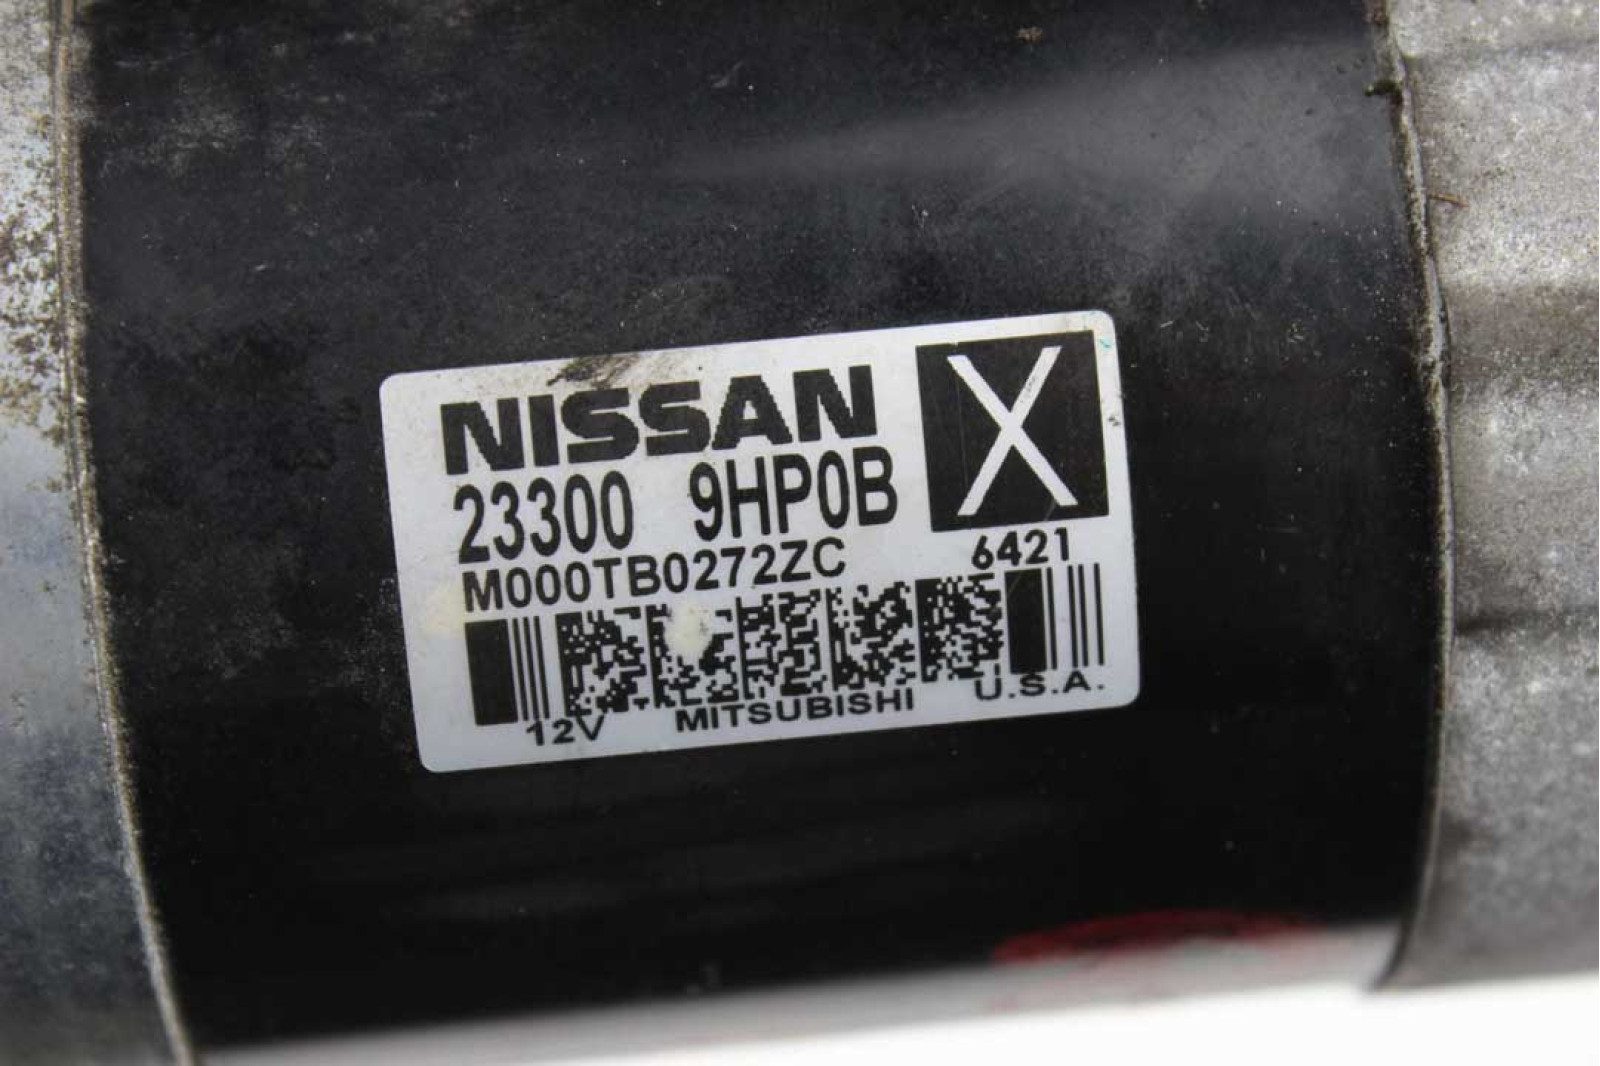 NISSAN X
23300 9HP0B
M000TB0272ZC 6421
12V MITSUBISHI U.S.A.